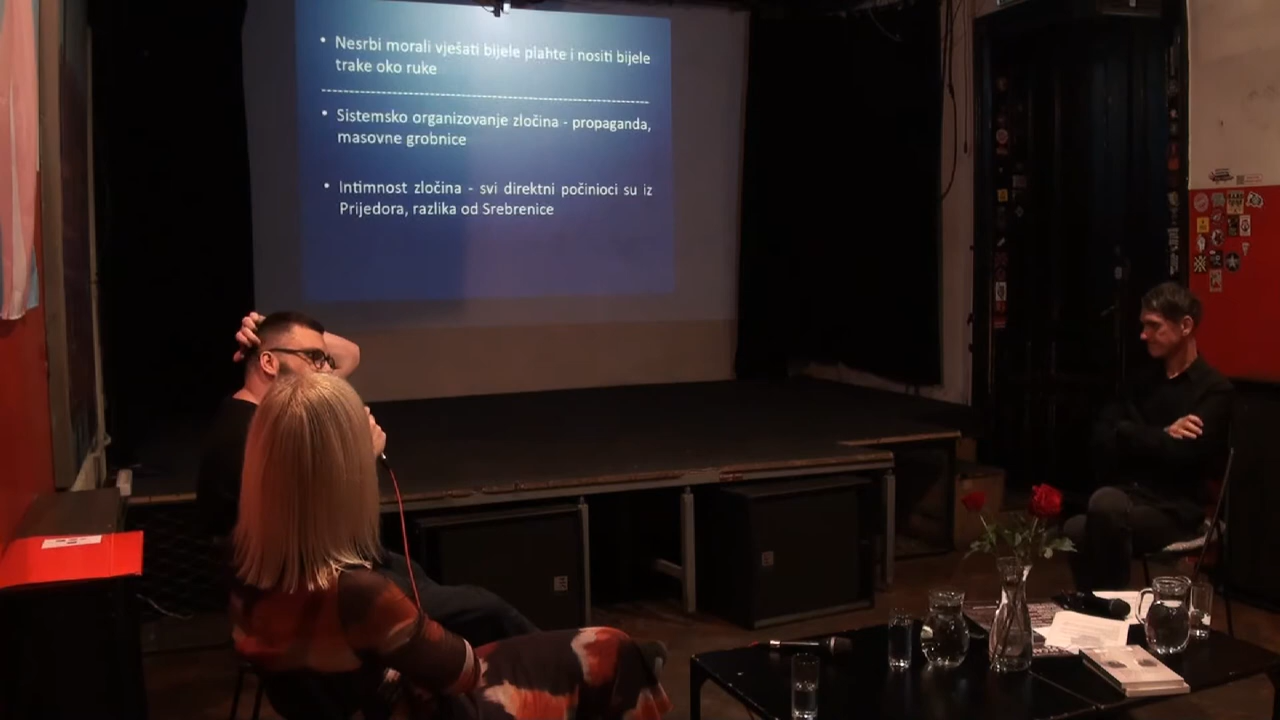 • Nesrbi morali vješati bijele plahte i nositi bijele
trake oko ruke
--------------------------------------------------------
• Sistemsko organizovanje zločina - propaganda,
masovne grobnice
• Intimnost zločina - svi direktni počinioci su iz
Prijedora, razlika od Srebrenice